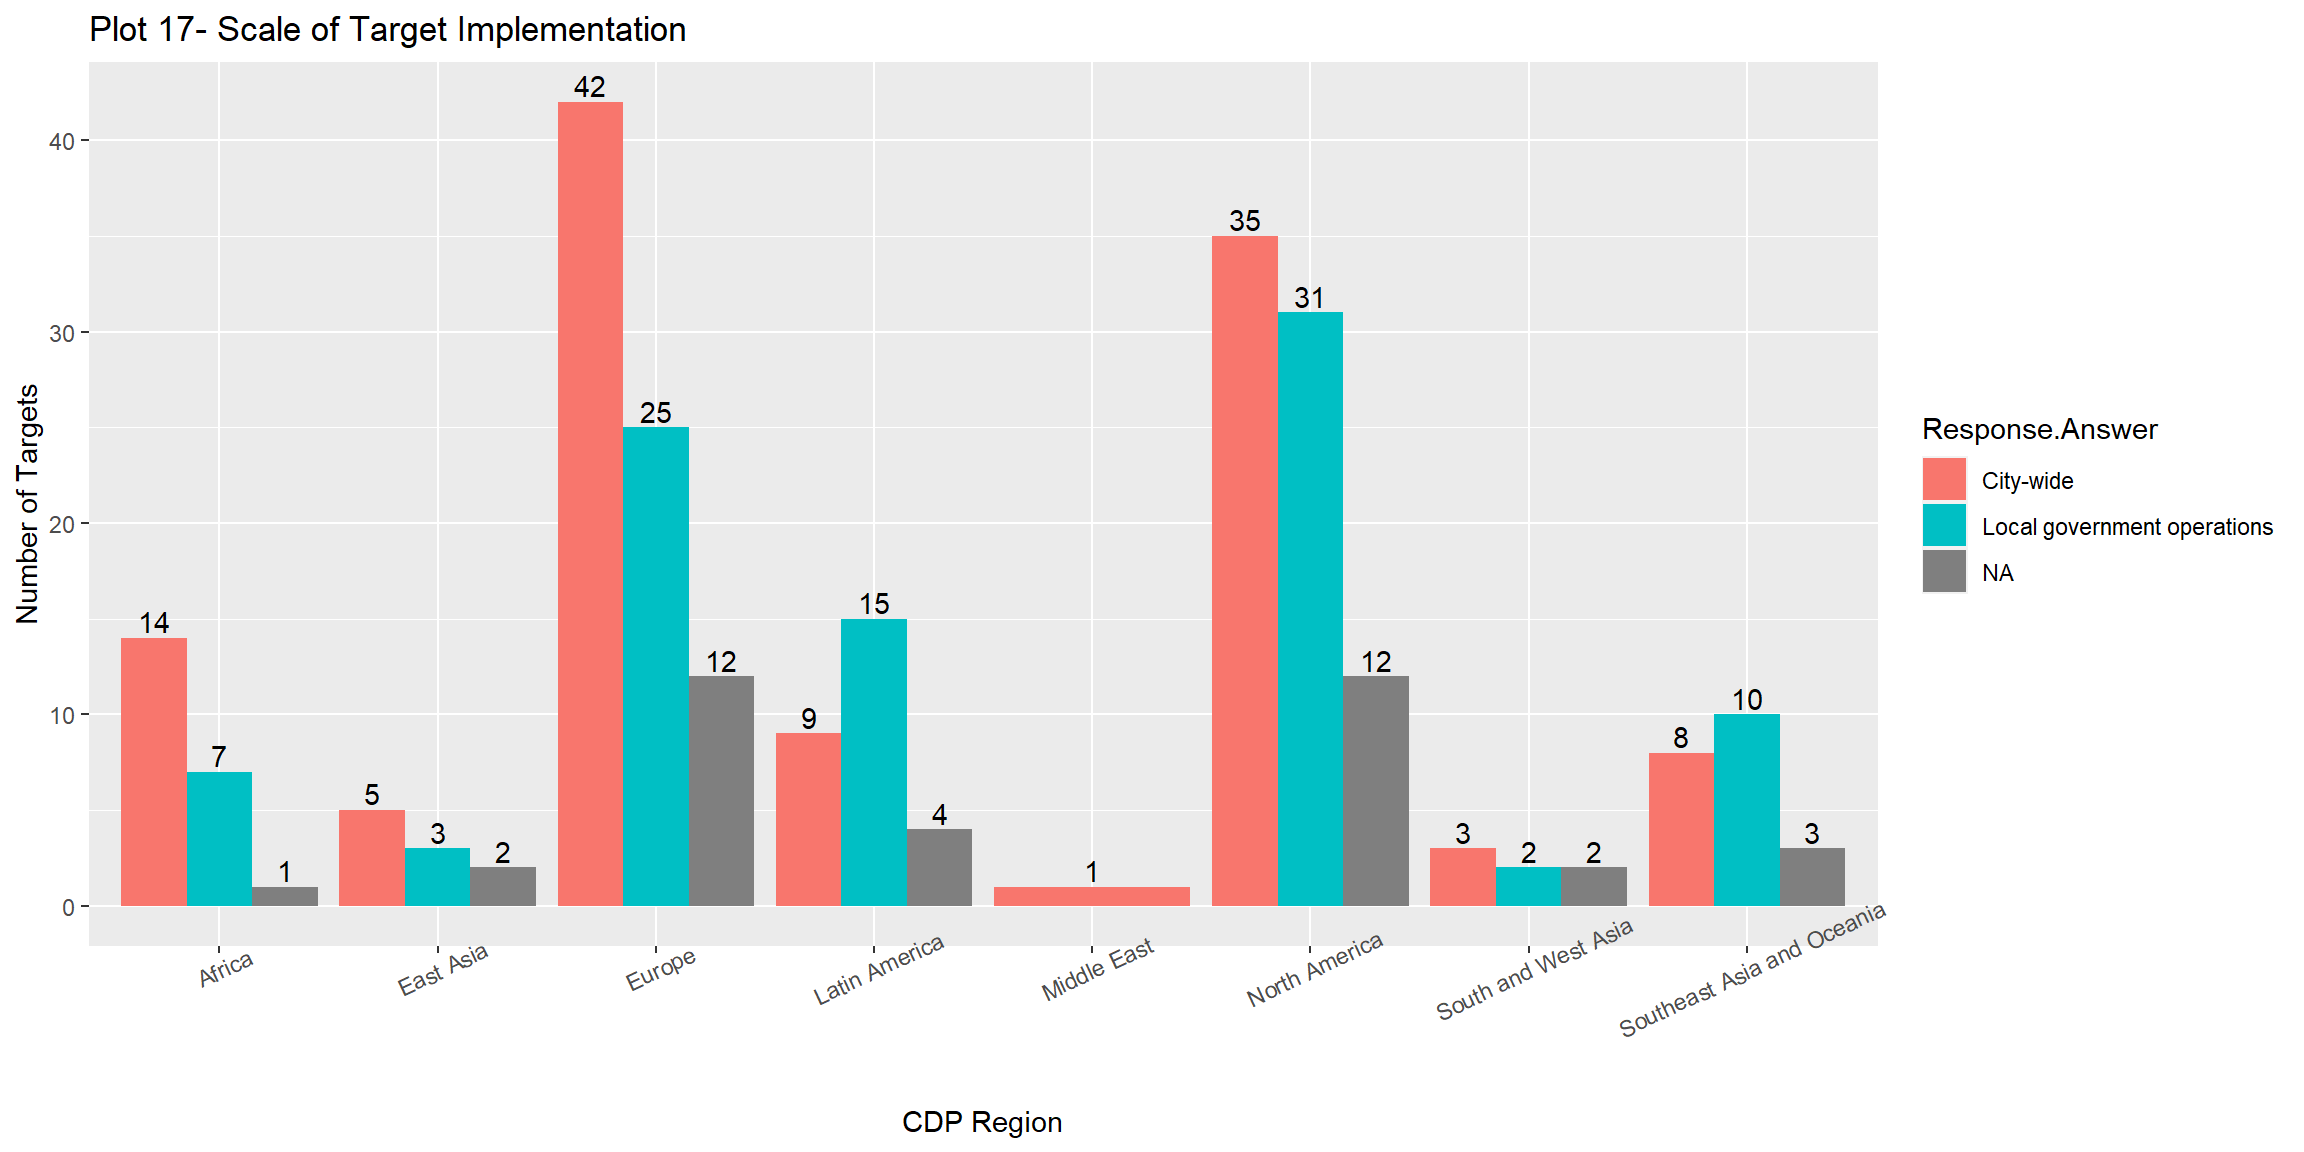 Plot 17- Scale of Target Implementation
Number of Targets
40
30
20
10
0
14
7
1
5
3
2
42
25
12
9
15
4
1
35
31
12
3
2
2
8
10
3
Africa
East Asia
Europe
Latin America
Middle East
North America
South and West Asia
Southeast Asia and Oceania
CDP Region
Response.Answer
City-wide
Local government operations
NA